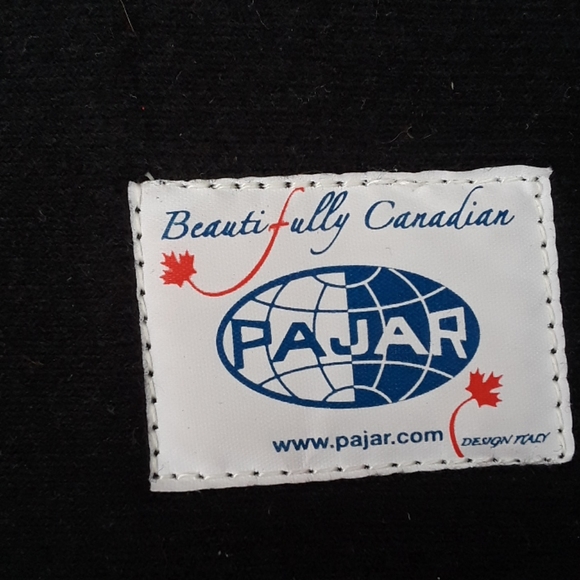 Beautifully Canadian
PAJAR
www.pajar.com
DESIGN ITALY